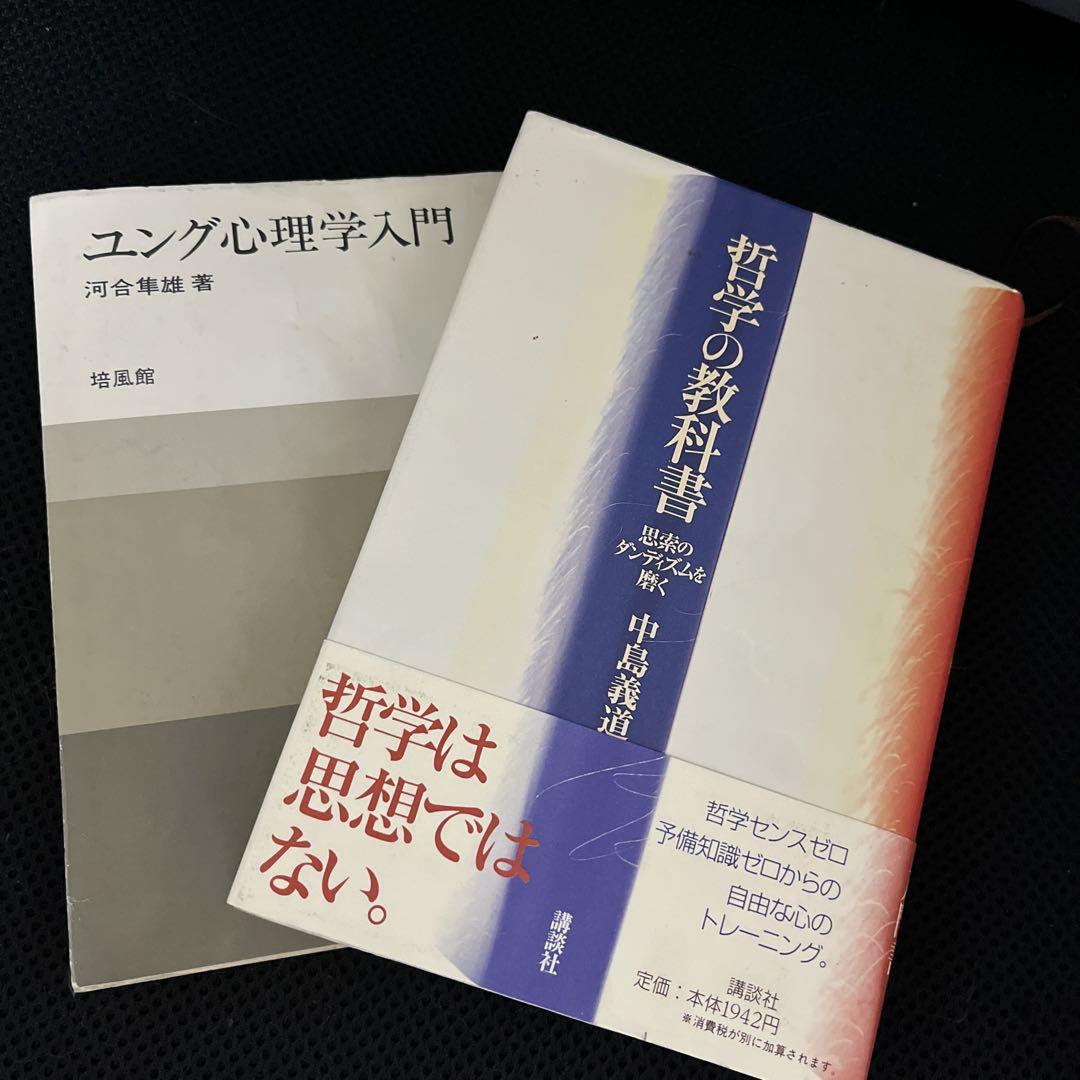 ユング心理学入門
河合隼雄 著
培風館
哲学の教科書
思索の
ダンディズムを
磨く
中島義道
哲学は
思想では
ない。
講談社
哲学センスゼロ
予備知識ゼロからの
自由な心の
トレーニング。
講談社
定価：本体1942円
※消費税が別に加算されます。